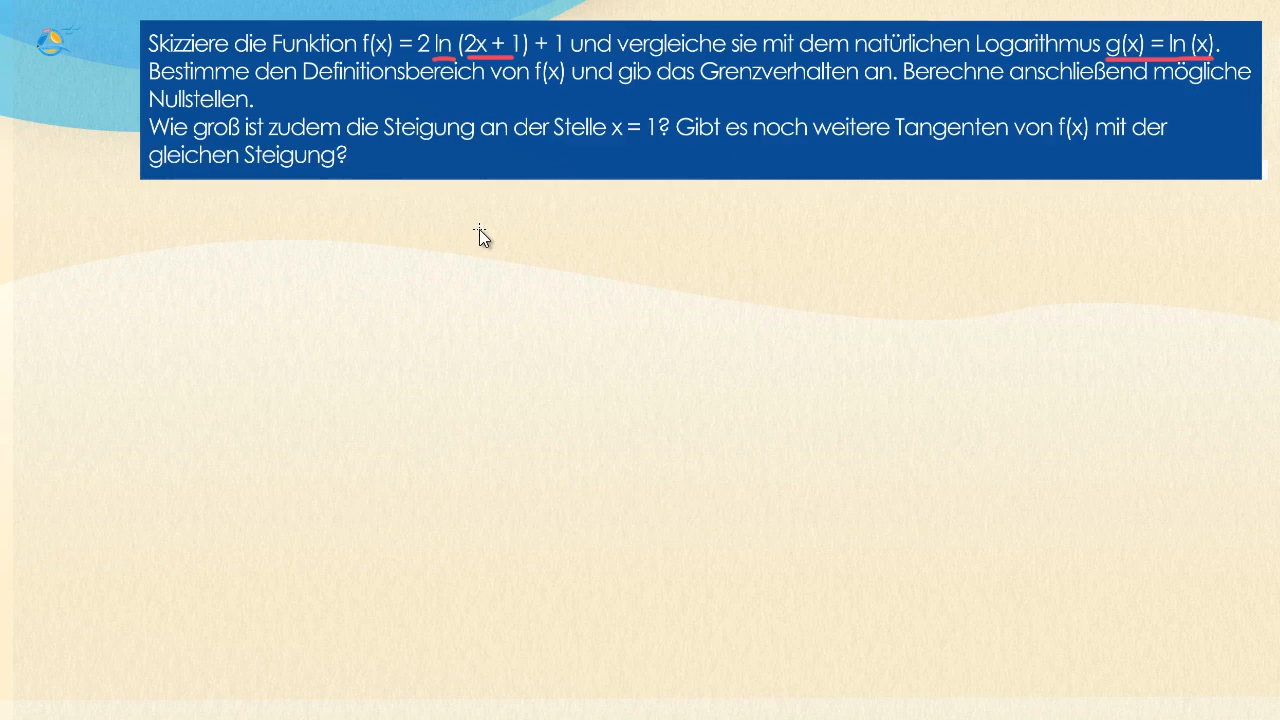 Skizziere die Funktion f(x) = 2 ln (2x + 1) + 1 und vergleiche sie mit dem natürlichen Logarithmus g(x) = ln (x).
Bestimme den Definitionsbereich von f(x) und gib das Grenzverhalten an. Berechne anschließend mögliche
Nullstellen.
Wie groß ist zudem die Steigung an der Stelle x = 1? Gibt es noch weitere Tangenten von f(x) mit der
gleichen Steigung?